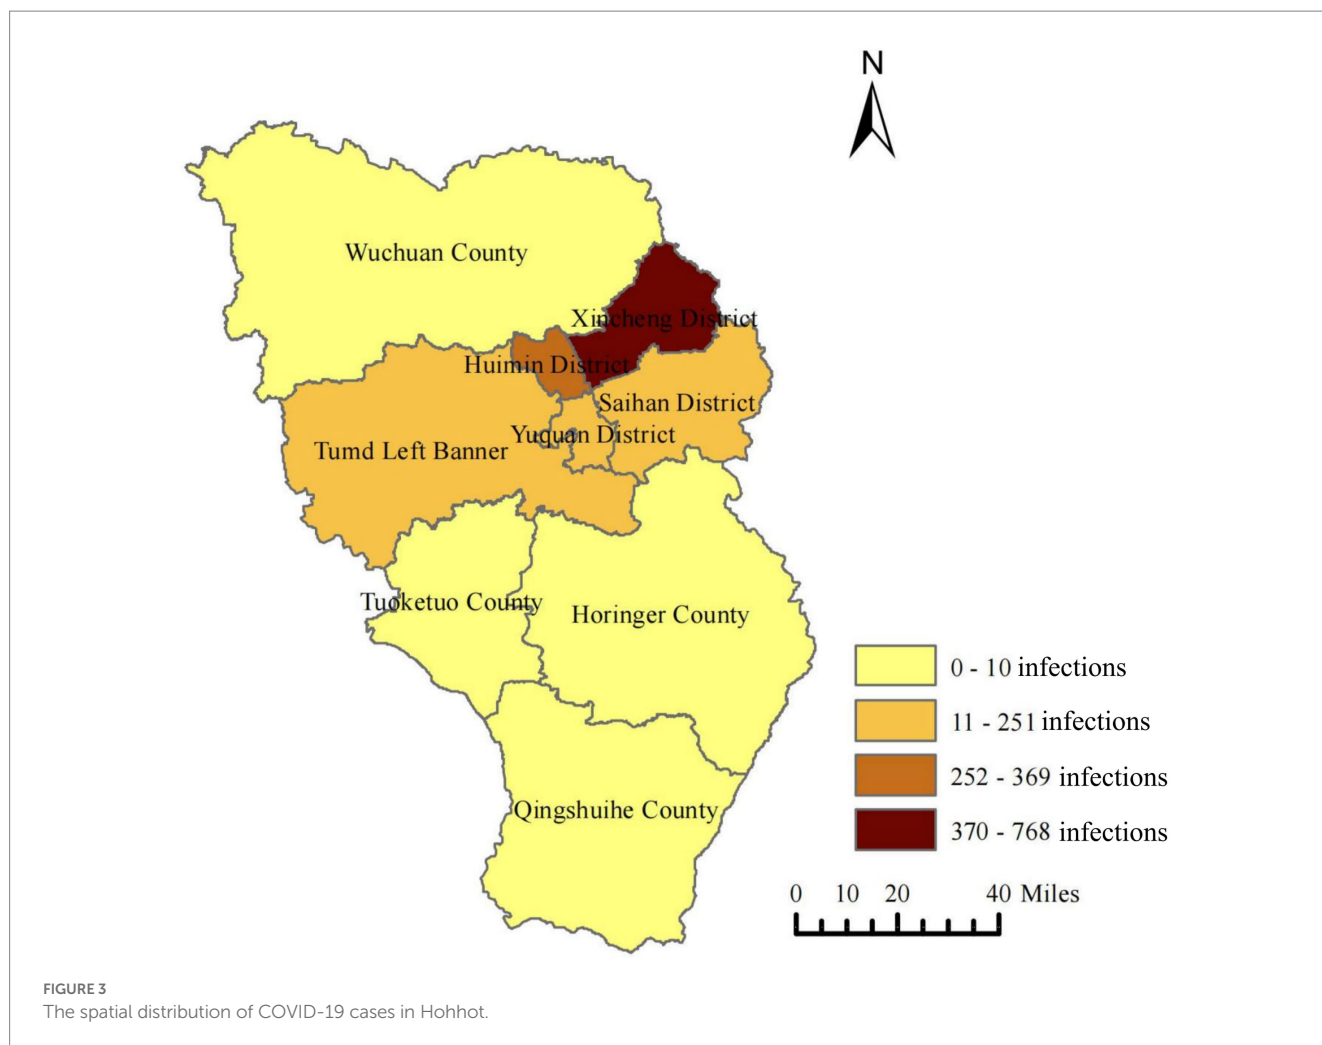 N
Wuchuan County
Xincheng District
Huimin District
Saihan District
Yuquan District
Tumd Left Banner
Tuoketuo County
Horinger County
Qingshuihe County
0 - 10 infections
11 - 251 infections
252 - 369 infections
370 - 768 infections
0 10 20 40 Miles
FIGURE 3
The spatial distribution of COVID-19 cases in Hohhot.